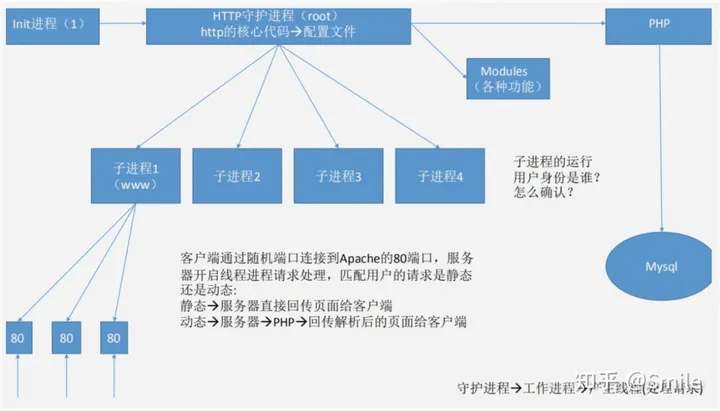 Init进程（1）
HTTP守护进程（root）
http的核心代码→配置文件
PHP
Modules
（各种功能）
子进程1
（www）
子进程2
子进程3
子进程4
子进程的运行
用户身份是谁？
怎么确认？
客户端通过随机端口连接到Apache的80端口，服务
器开启线程进程请求处理，匹配用户的请求是静态
还是动态:
静态→服务器直接回传页面给客户端
动态→服务器→PHP→回传解析后的页面给客户端
Mysql
80
80
80
知乎 @Smile
守护进程→工作进程→产生线程(处理请求)